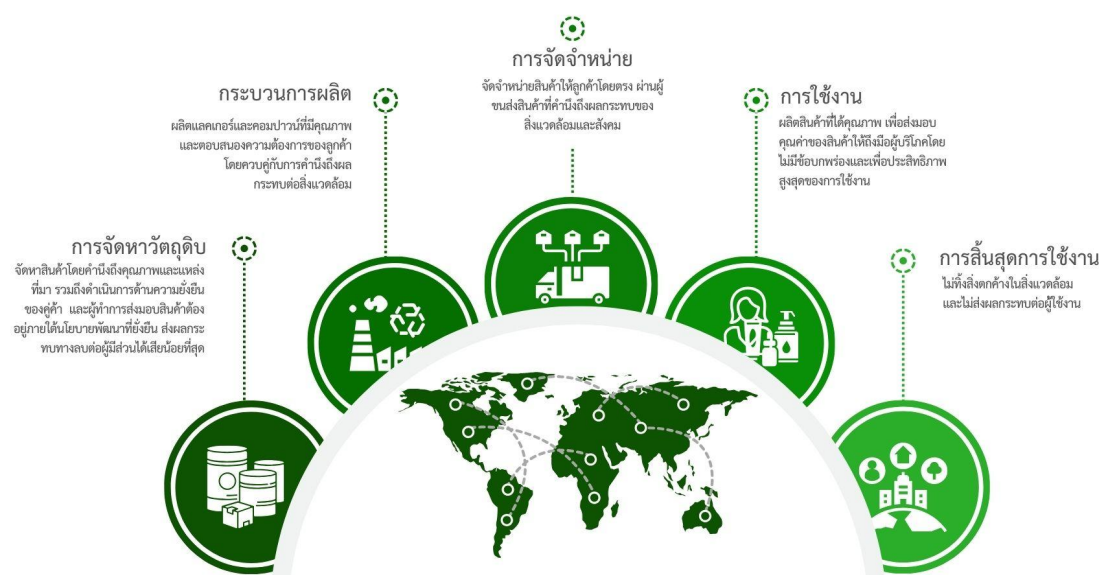 การจัดหาวัตถุดิบ
จัดหาสินค้าโดยคำนึงถึงคุณภาพและแหล่ง
ที่มา รวมถึงดำเนินการด้านความยั่งยืน
ของคู่ค้า และผู้ทำการส่งมอบสินค้าต้อง
อยู่ภายใต้นโยบายพัฒนาที่ยั่งยืน ส่งผลกระ
ทบทางลบต่อผู้มีส่วนได้เสียน้อยที่สุด
กระบวนการผลิต
ผลิตแลคเกอร์และคอมปาวน์ที่มีคุณภาพ
และตอบสนองความต้องการของลูกค้า
โดยควบคู่กับการคำนึงถึงผล
กระทบต่อสิ่งแวดล้อม
การจัดจำหน่าย
จัดจำหน่ายสินค้าให้ลูกค้าโดยตรง ผ่านผู้
ขนส่งสินค้าที่คำนึงถึงผลกระทบของ
สิ่งแวดล้อมและสังคม
การใช้งาน
ผลิตสินค้าที่ได้คุณภาพ เพื่อส่งมอบ
คุณค่าของสินค้าให้ถึงมือผู้บริโภคโดย
ไม่มีข้อบกพร่องและเพื่อประสิทธิภาพ
สูงสุดของการใช้งาน
การสิ้นสุดการใช้งาน
ไม่ทิ้งสิ่งตกค้างในสิ่งแวดล้อม
และไม่ส่งผลกระทบต่อผู้ใช้งาน